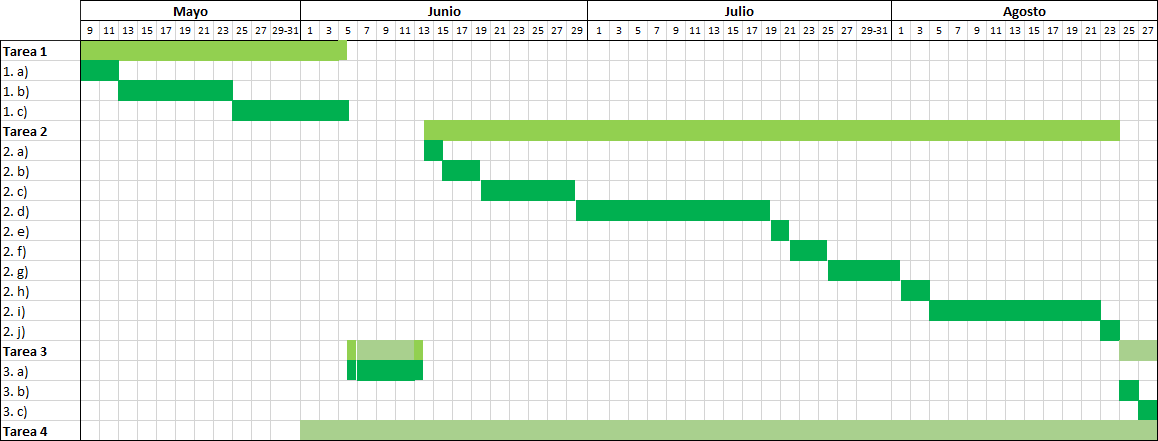 Mayo Junio Julio Agosto
9 11 13 15 17 19 21 23 25 27 29-31 1 3 5 7 9 11 13 15 17 19 21 23 25 27 29 1 3 5 7 9 11 13 15 17 19 21 23 25 27 29-31 1 3 5 7 9 11 13 15 17 19 21 23 25 27
Tarea 1
1. a)
1. b)
1. c)
Tarea 2
2. a)
2. b)
2. c)
2. d)
2. e)
2. f)
2. g)
2. h)
2. i)
2. j)
Tarea 3
3. a)
3. b)
3. c)
Tarea 4